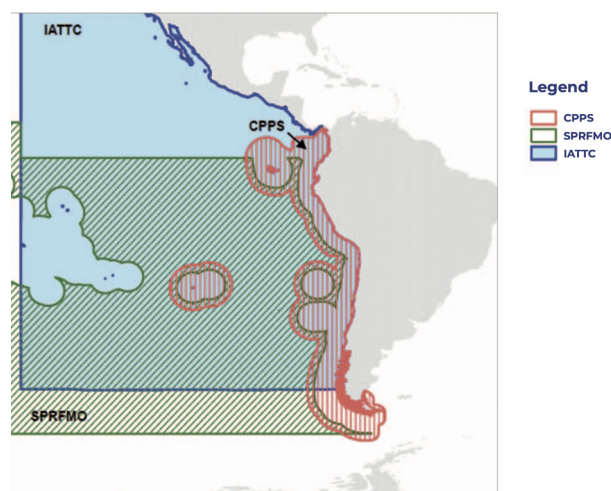 IATTC
CPPS
SPRFMO
Legend
CPPS
SPRFMO
IATTC